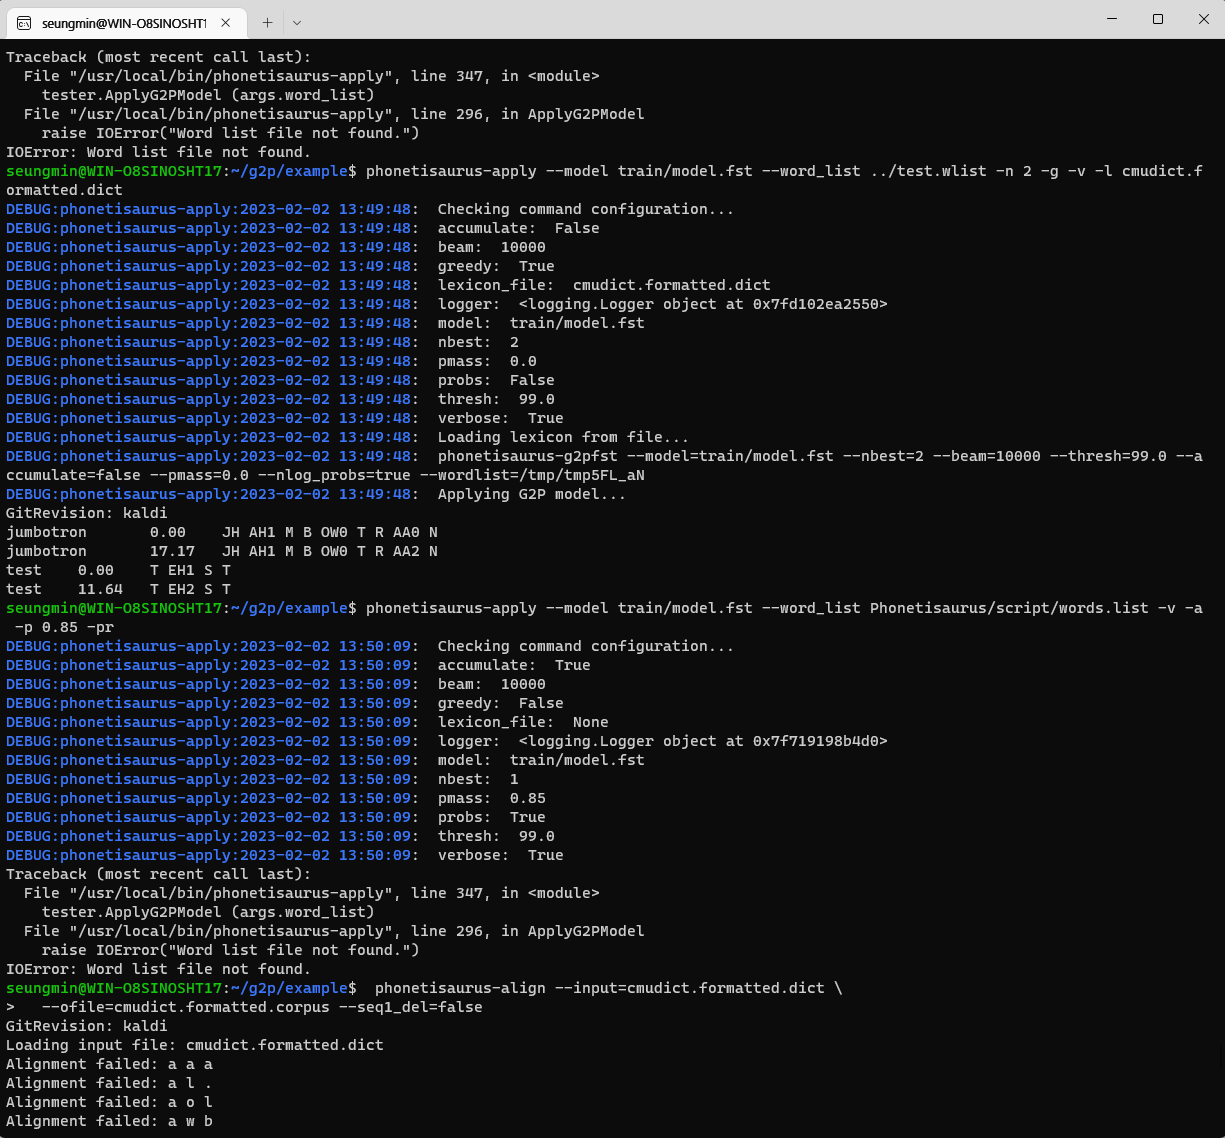 seungmin@WIN-O8SINOSHT1
Traceback (most recent call last):
  File "/usr/local/bin/phonetisaurus-apply", line 347, in <module>
    tester.ApplyG2PModel (args.word_list)
  File "/usr/local/bin/phonetisaurus-apply", line 296, in ApplyG2PModel
    raise IOError("Word list file not found.")
IOError: Word list file not found.
seungmin@WIN-O8SINOSHT17:~/g2p/example$ phonetisaurus-apply --model train/model.fst --word_list ../test.wlist -n 2 -g -v -l cmudict.f
ormatted.dict
DEBUG:phonetisaurus-apply:2023-02-02 13:49:48:  Checking command configuration...
DEBUG:phonetisaurus-apply:2023-02-02 13:49:48:  accumulate:  False
DEBUG:phonetisaurus-apply:2023-02-02 13:49:48:  beam:  10000
DEBUG:phonetisaurus-apply:2023-02-02 13:49:48:  greedy:  True
DEBUG:phonetisaurus-apply:2023-02-02 13:49:48:  lexicon_file:  cmudict.formatted.dict
DEBUG:phonetisaurus-apply:2023-02-02 13:49:48:  logger:  <logging.Logger object at 0x7fd102ea2550>
DEBUG:phonetisaurus-apply:2023-02-02 13:49:48:  model:  train/model.fst
DEBUG:phonetisaurus-apply:2023-02-02 13:49:48:  nbest:  2
DEBUG:phonetisaurus-apply:2023-02-02 13:49:48:  pmass:  0.0
DEBUG:phonetisaurus-apply:2023-02-02 13:49:48:  probs:  False
DEBUG:phonetisaurus-apply:2023-02-02 13:49:48:  thresh:  99.0
DEBUG:phonetisaurus-apply:2023-02-02 13:49:48:  verbose:  True
DEBUG:phonetisaurus-apply:2023-02-02 13:49:48:  Loading lexicon from file...
DEBUG:phonetisaurus-apply:2023-02-02 13:49:48:  phonetisaurus-g2pfst --model=train/model.fst --nbest=2 --beam=10000 --thresh=99.0 --a
ccumulate=false --pmass=0.0 --nlog_probs=true --wordlist=/tmp/tmp5FL_aN
DEBUG:phonetisaurus-apply:2023-02-02 13:49:48:  Applying G2P model...
GitRevision: kaldi
jumbotron       0.00    JH AH1 M B OW0 T R AA0 N
jumbotron       17.17   JH AH1 M B OW0 T R AA2 N
test    0.00    T EH1 S T
test    11.64   T EH2 S T
seungmin@WIN-O8SINOSHT17:~/g2p/example$ phonetisaurus-apply --model train/model.fst --word_list Phonetisaurus/script/words.list -v -a
 -p 0.85 -pr
DEBUG:phonetisaurus-apply:2023-02-02 13:50:09:  Checking command configuration...
DEBUG:phonetisaurus-apply:2023-02-02 13:50:09:  accumulate:  True
DEBUG:phonetisaurus-apply:2023-02-02 13:50:09:  beam:  10000
DEBUG:phonetisaurus-apply:2023-02-02 13:50:09:  greedy:  False
DEBUG:phonetisaurus-apply:2023-02-02 13:50:09:  lexicon_file:  None
DEBUG:phonetisaurus-apply:2023-02-02 13:50:09:  logger:  <logging.Logger object at 0x7f719198b4d0>
DEBUG:phonetisaurus-apply:2023-02-02 13:50:09:  model:  train/model.fst
DEBUG:phonetisaurus-apply:2023-02-02 13:50:09:  nbest:  1
DEBUG:phonetisaurus-apply:2023-02-02 13:50:09:  pmass:  0.85
DEBUG:phonetisaurus-apply:2023-02-02 13:50:09:  probs:  True
DEBUG:phonetisaurus-apply:2023-02-02 13:50:09:  thresh:  99.0
DEBUG:phonetisaurus-apply:2023-02-02 13:50:09:  verbose:  True
Traceback (most recent call last):
  File "/usr/local/bin/phonetisaurus-apply", line 347, in <module>
    tester.ApplyG2PModel (args.word_list)
  File "/usr/local/bin/phonetisaurus-apply", line 296, in ApplyG2PModel
    raise IOError("Word list file not found.")
IOError: Word list file not found.
seungmin@WIN-O8SINOSHT17:~/g2p/example$  phonetisaurus-align --input=cmudict.formatted.dict \
>   --ofile=cmudict.formatted.corpus --seq1_del=false
GitRevision: kaldi
Loading input file: cmudict.formatted.dict
Alignment failed: a a a
Alignment failed: a l .
Alignment failed: a o l
Alignment failed: a w b